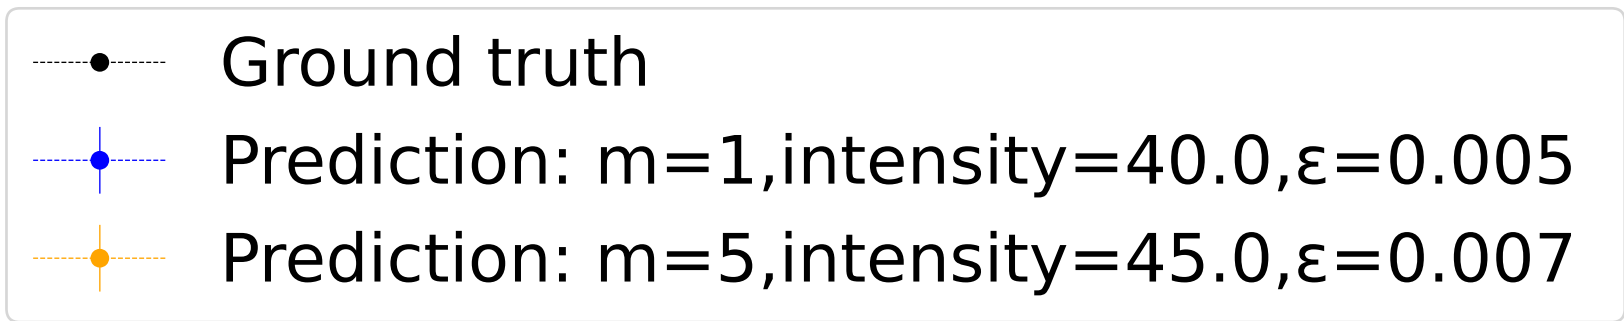 Ground truth
Prediction: m=1,intensity=40.0,ε=0.005
Prediction: m=5,intensity=45.0,ε=0.007